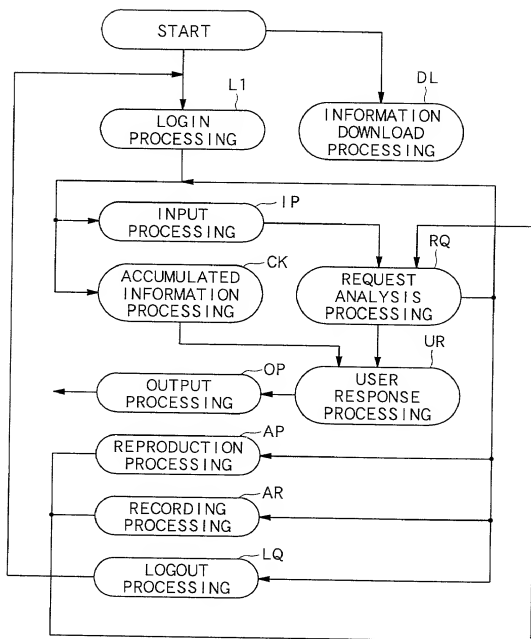 START
L1
DL
LOGIN
PROCESSING
INFORMATION
DOWNLOAD
PROCESSING
IP
INPUT
PROCESSING
RQ
CK
ACCUMULATED
INFORMATION
PROCESSING
REQUEST
ANALYSIS
PROCESSING
UR
OP
OUTPUT
PROCESSING
USER
RESPONSE
PROCESSING
AP
REPRODUCTION
PROCESSING
AR
RECORDING
PROCESSING
LQ
LOGOUT
PROCESSING